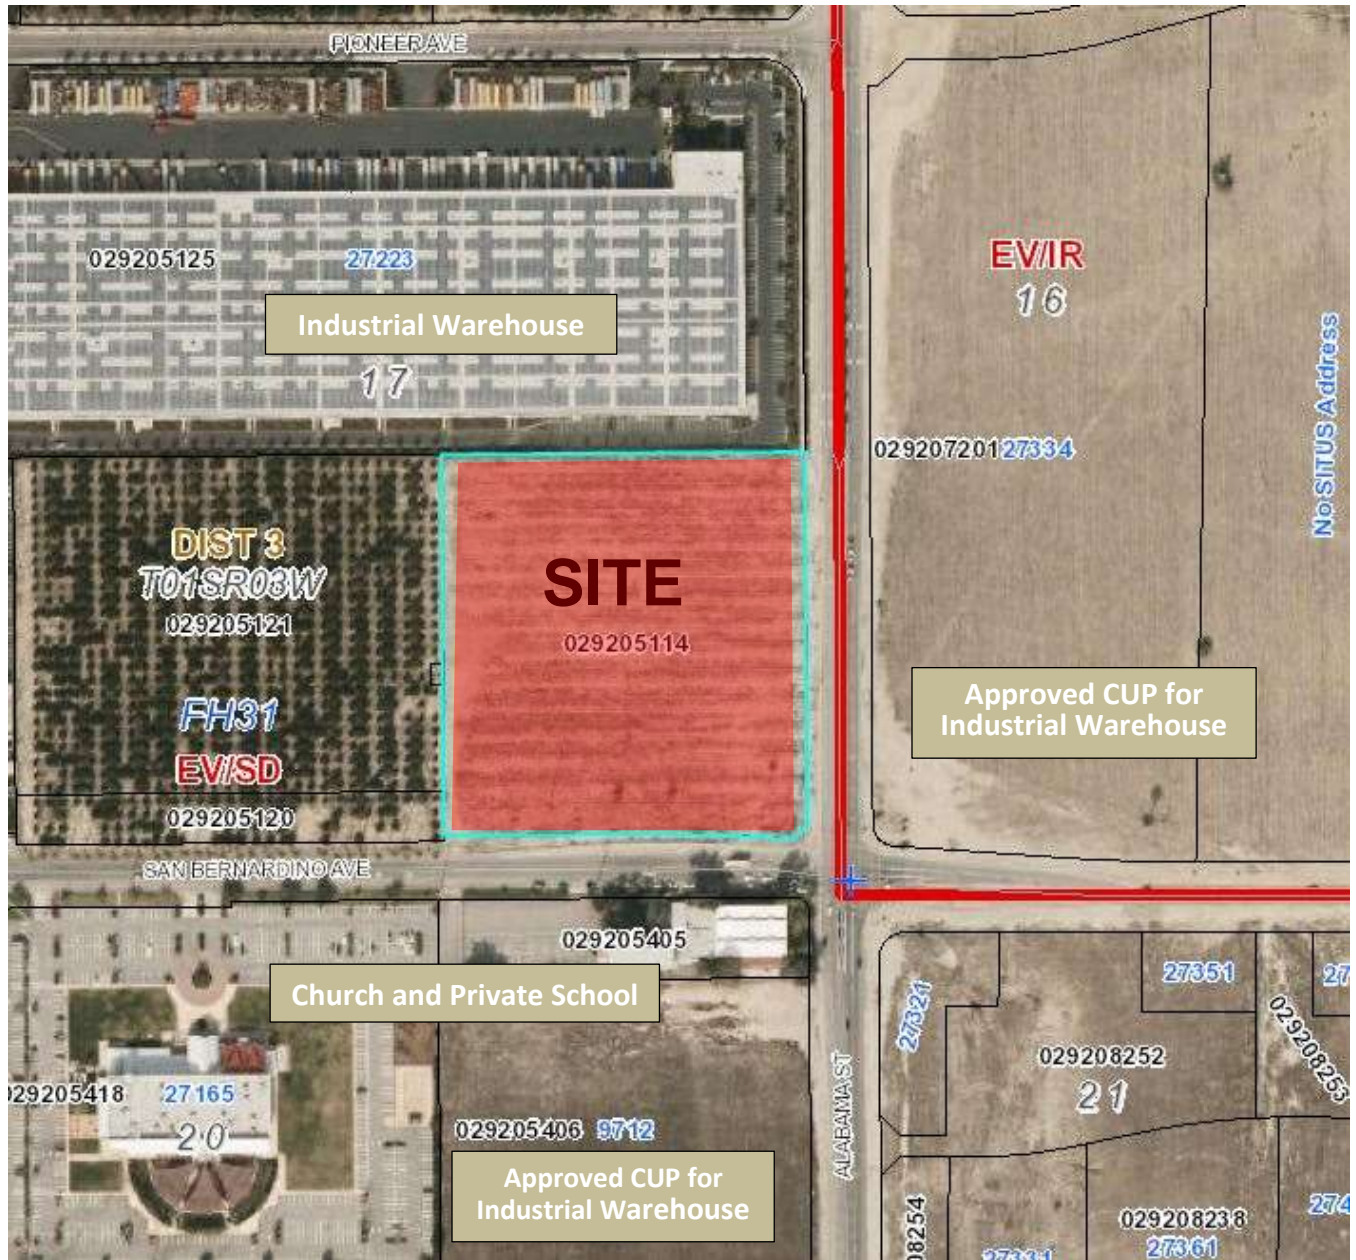 PIONEER AVE
029205125 27223
Industrial Warehouse
17
EV/IR
16
No SITUS Address
02920720127334
DIST 3
T01SR03W
029205121
FH31
EV/SD
029205120
SITE
029205114
Approved CUP for
Industrial Warehouse
SAN BERNARDINO AVE
029205405
Church and Private School
029205418 27165
20
029205406 9712
Approved CUP for
Industrial Warehouse
ALABAMA ST
27321
27351
029208252
21
029208253
029208238
27361